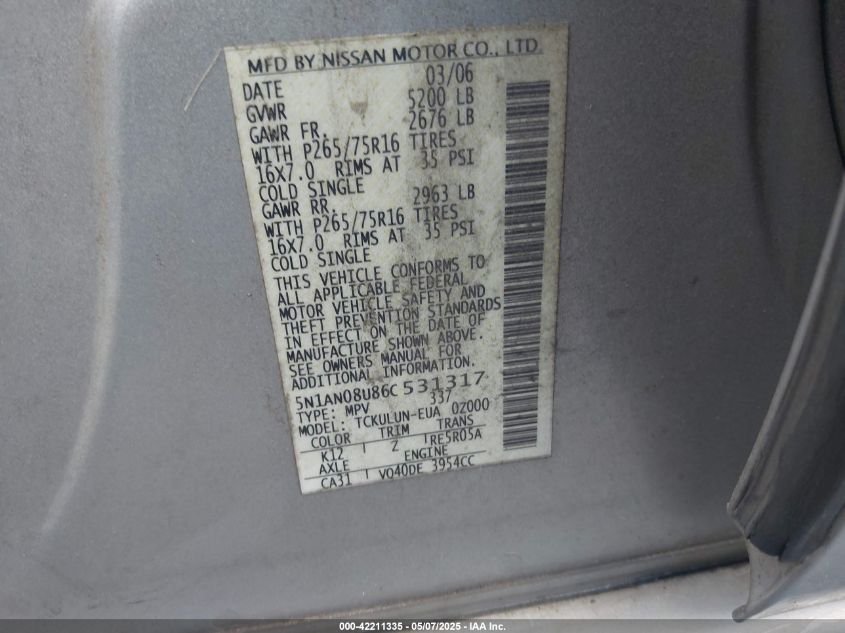 MFD BY NISSAN MOTOR CO., LTD
DATE 03/06
GVWR 5200 LB
GAWR FR. 2676 LB
WITH P265/75R16 TIRES
16X7.0 RIMS AT 35 PSI
COLD SINGLE
GAWR RR. 2963 LB
WITH P265/75R16 TIRES
16X7.0 RIMS AT 35 PSI
COLD SINGLE
THIS VEHICLE CONFORMS TO
ALL APPLICABLE FEDERAL
MOTOR VEHICLE SAFETY AND
THEFT PREVENTION STANDARDS
IN EFFECT ON THE DATE OF
MANUFACTURE SHOWN ABOVE.
SEE OWNERS MANUAL FOR
ADDITIONAL INFORMATION.
5N1AN08U86C 531317
TYPE: MPV 337
MODEL: TCKULUN-EUA 0Z000
COLOR TRIM TRANS
K12 Z RE5R05A
AXLE ENGINE
CA31 VQ40DE 3954CC
000-42211335 - 05/07/2025 - IAA Inc.